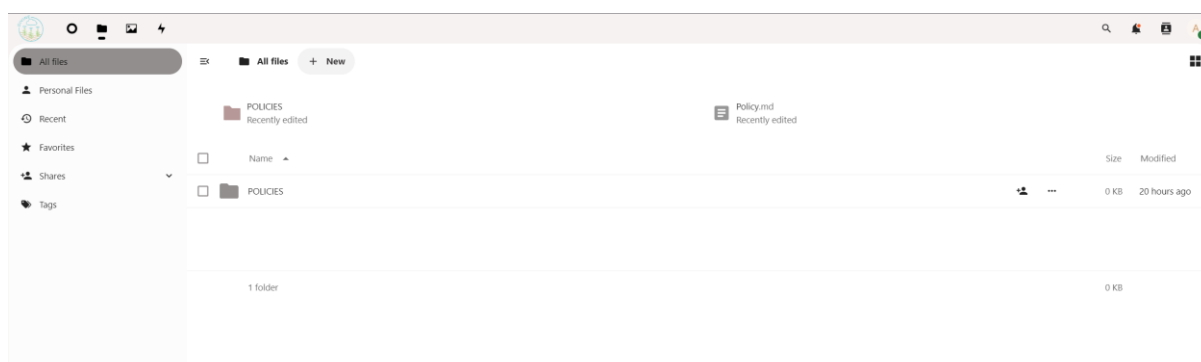 All files
Personal Files
Recent
Favorites
Shares
Tags
All files + New
POLICIES
Recently edited
Policy.md
Recently edited
Name Size Modified
POLICIES 0 KB 20 hours ago
1 folder 0 KB